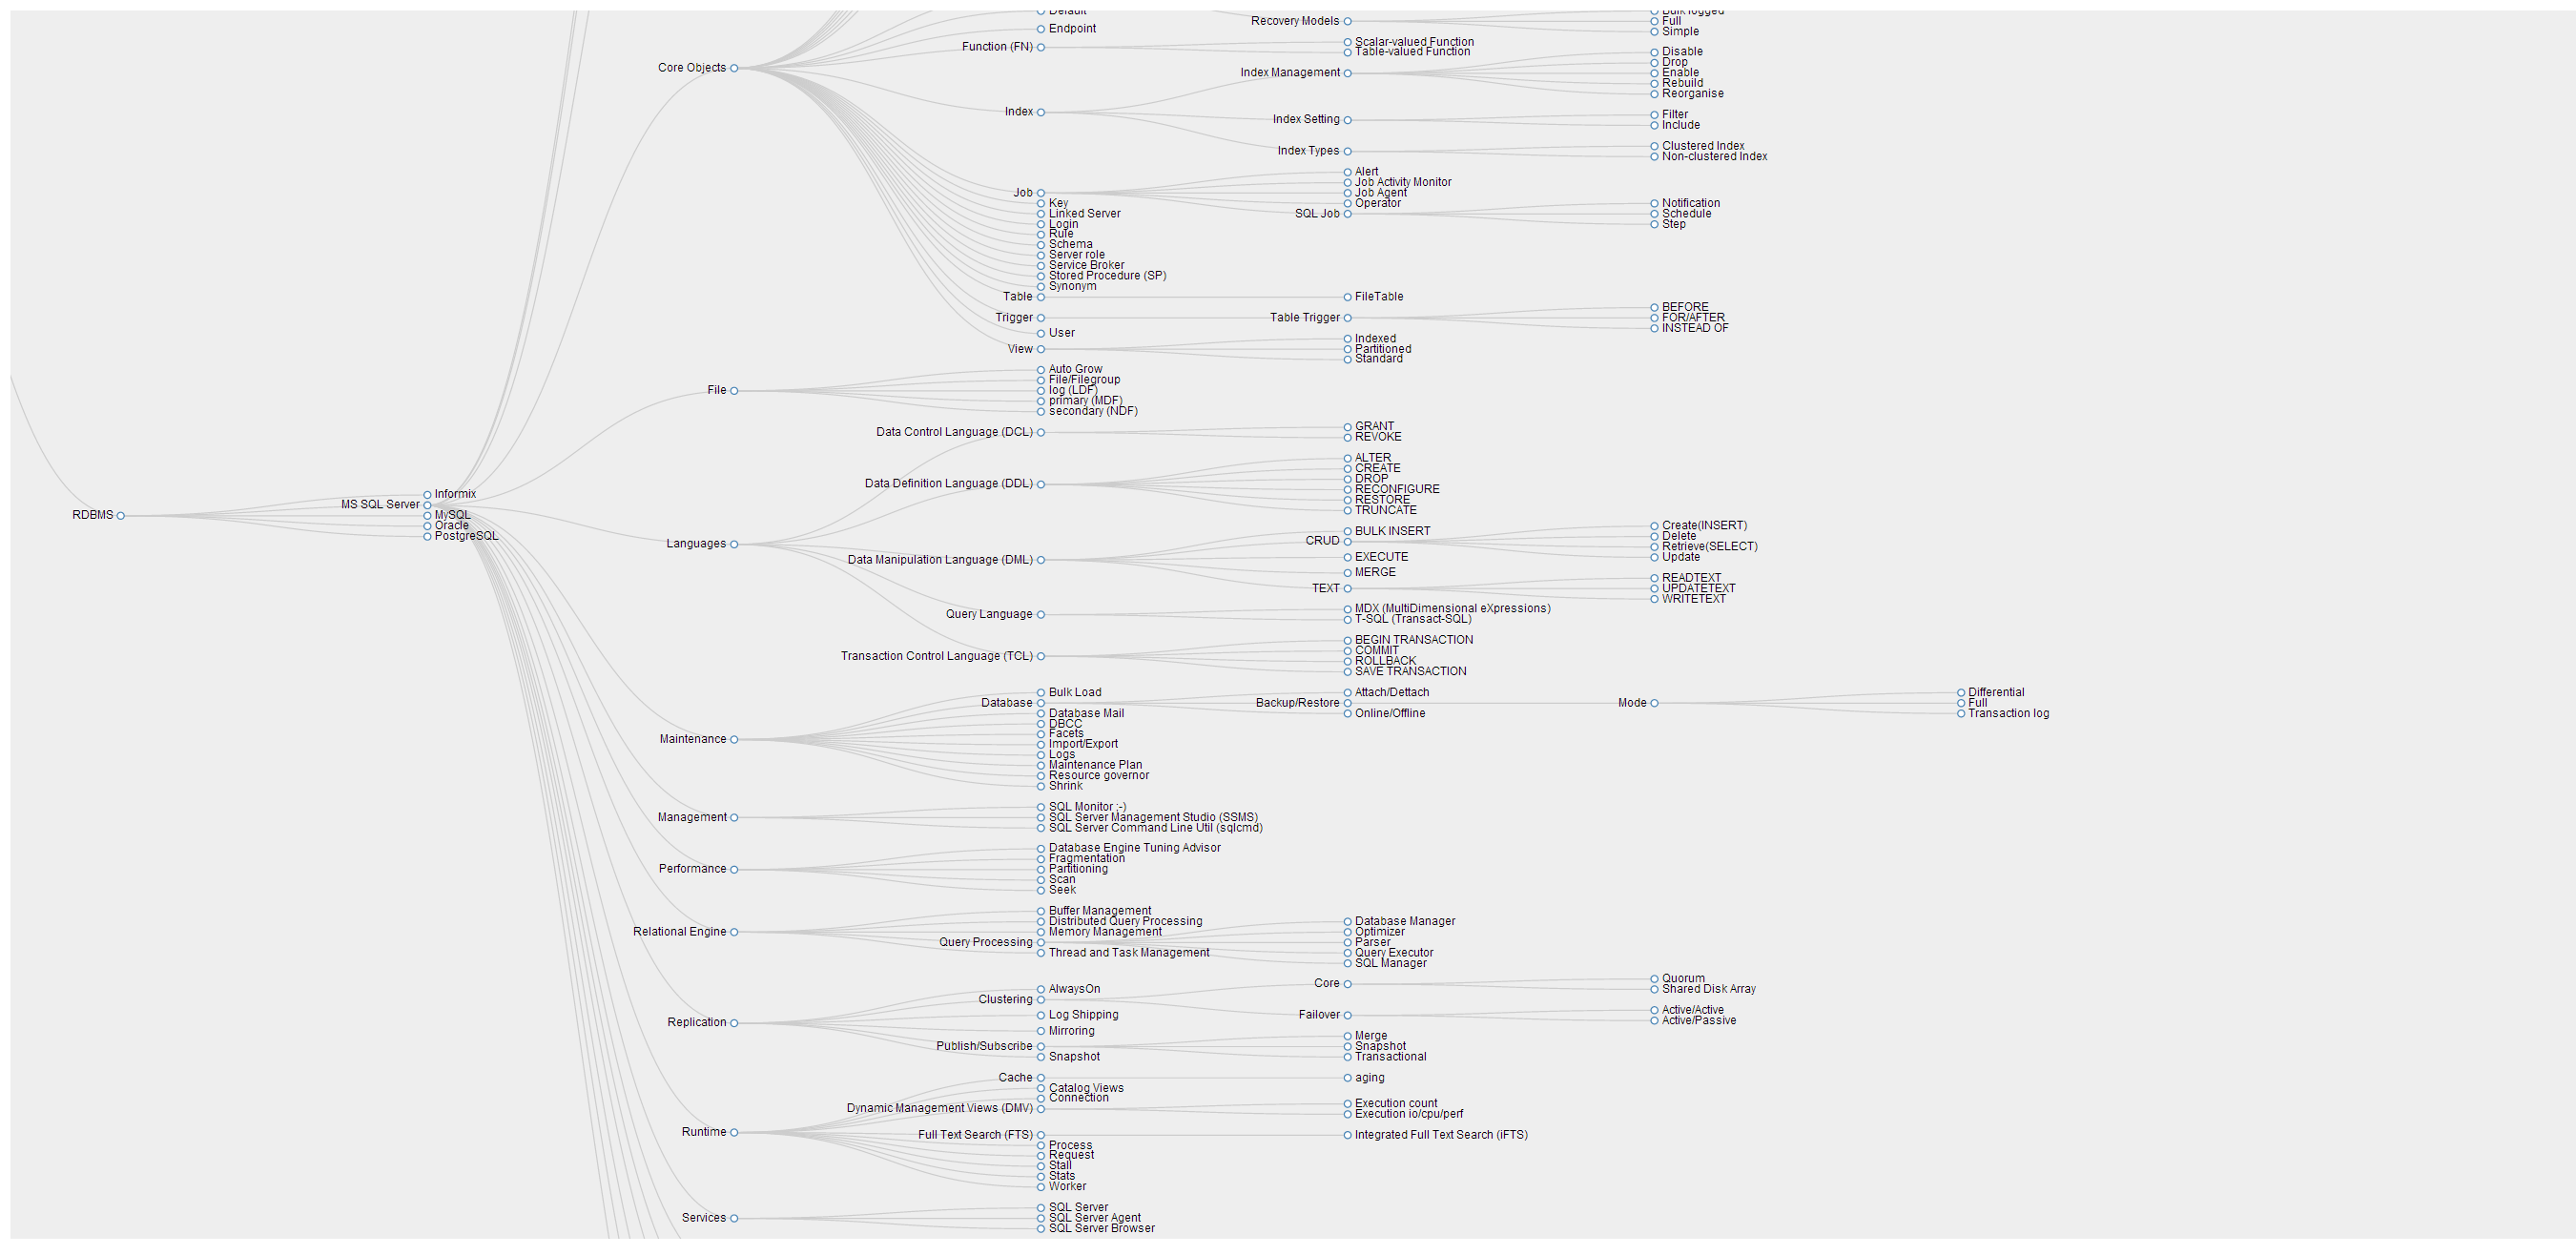 Default
Recovery Models
Bulk logged
Full
Simple
Endpoint
Function (FN)
Scalar-valued Function
Table-valued Function
Core Objects
Index Management
Disable
Drop
Enable
Rebuild
Reorganise
Index
Index Setting
Filter
Include
Index Types
Clustered Index
Non-clustered Index
Job
Alert
Job Activity Monitor
Job Agent
Operator
SQL Job
Notification
Schedule
Step
Key
Linked Server
Login
Rule
Schema
Server role
Service Broker
Stored Procedure (SP)
Synonym
Table
FileTable
Trigger
Table Trigger
BEFORE
FOR/AFTER
INSTEAD OF
User
View
Indexed
Partitioned
Standard
File
Auto Grow
File/Filegroup
log (LDF)
primary (MDF)
secondary (NDF)
RDBMS
Informix
MS SQL Server
MySQL
Oracle
PostgreSQL
Languages
Data Control Language (DCL)
GRANT
REVOKE
Data Definition Language (DDL)
ALTER
CREATE
DROP
RECONFIGURE
RESTORE
TRUNCATE
Data Manipulation Language (DML)
BULK INSERT
CRUD
Create(INSERT)
Delete
Retrieve(SELECT)
Update
EXECUTE
MERGE
TEXT
READTEXT
UPDATETEXT
WRITETEXT
Query Language
MDX (MultiDimensional eXpressions)
T-SQL (Transact-SQL)
Transaction Control Language (TCL)
BEGIN TRANSACTION
COMMIT
ROLLBACK
SAVE TRANSACTION
Maintenance
Bulk Load
Database
Attach/Dettach
Backup/Restore
Mode
Differential
Full
Transaction log
Online/Offline
Database Mail
DBCC
Facets
Import/Export
Logs
Maintenance Plan
Resource governor
Shrink
Management
SQL Monitor ;-)
SQL Server Management Studio (SSMS)
SQL Server Command Line Util (sqlcmd)
Performance
Database Engine Tuning Advisor
Fragmentation
Partitioning
Scan
Seek
Relational Engine
Buffer Management
Distributed Query Processing
Memory Management
Query Processing
Database Manager
Optimizer
Parser
Query Executor
SQL Manager
Thread and Task Management
Replication
AlwaysOn
Clustering
Core
Quorum
Shared Disk Array
Failover
Active/Active
Active/Passive
Log Shipping
Mirroring
Publish/Subscribe
Merge
Snapshot
Transactional
Snapshot
Runtime
Cache
aging
Catalog Views
Connection
Dynamic Management Views (DMV)
Execution count
Execution io/cpu/perf
Full Text Search (FTS)
Integrated Full Text Search (iFTS)
Process
Request
Stall
Stats
Worker
Services
SQL Server
SQL Server Agent
SQL Server Browser